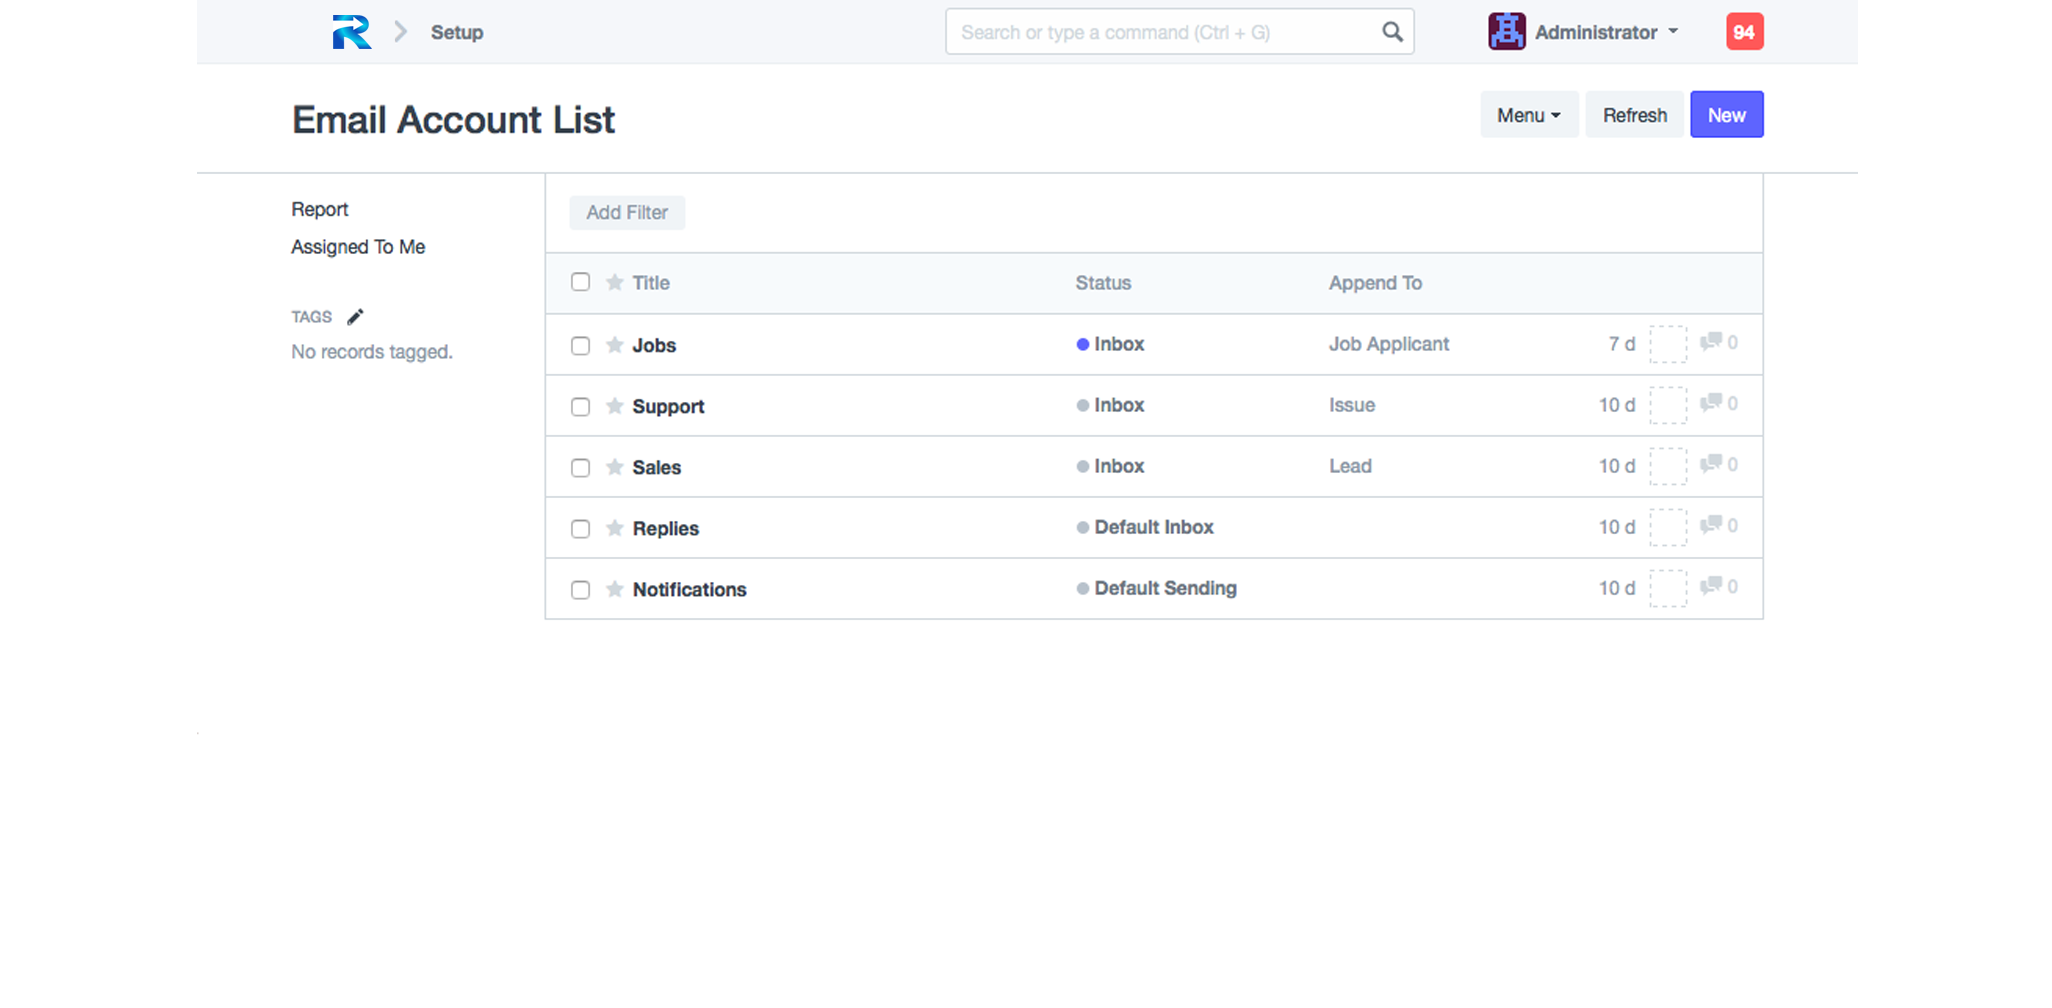 Setup
Search or type a command (Ctrl + G)
Administrator
94
Email Account List
Menu
Refresh
New
Report
Assigned To Me
TAGS
No records tagged.
Add Filter
Title Status Append To
Jobs Inbox Job Applicant 7 d 0
Support Inbox Issue 10 d 0
Sales Inbox Lead 10 d 0
Replies Default Inbox 10 d 0
Notifications Default Sending 10 d 0